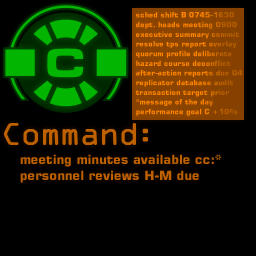 C
sched shift B 0745-1630
dept. heads meeting 0900
executive summary commit
resolve tps report overlay
quorum profile deliberate
hazard course deconflict
after-action reports due 04
replicator database audit
transaction target prior
*message of the day
performance goal C +10%
Command:
meeting minutes available cc:*
personnel reviews H-M due